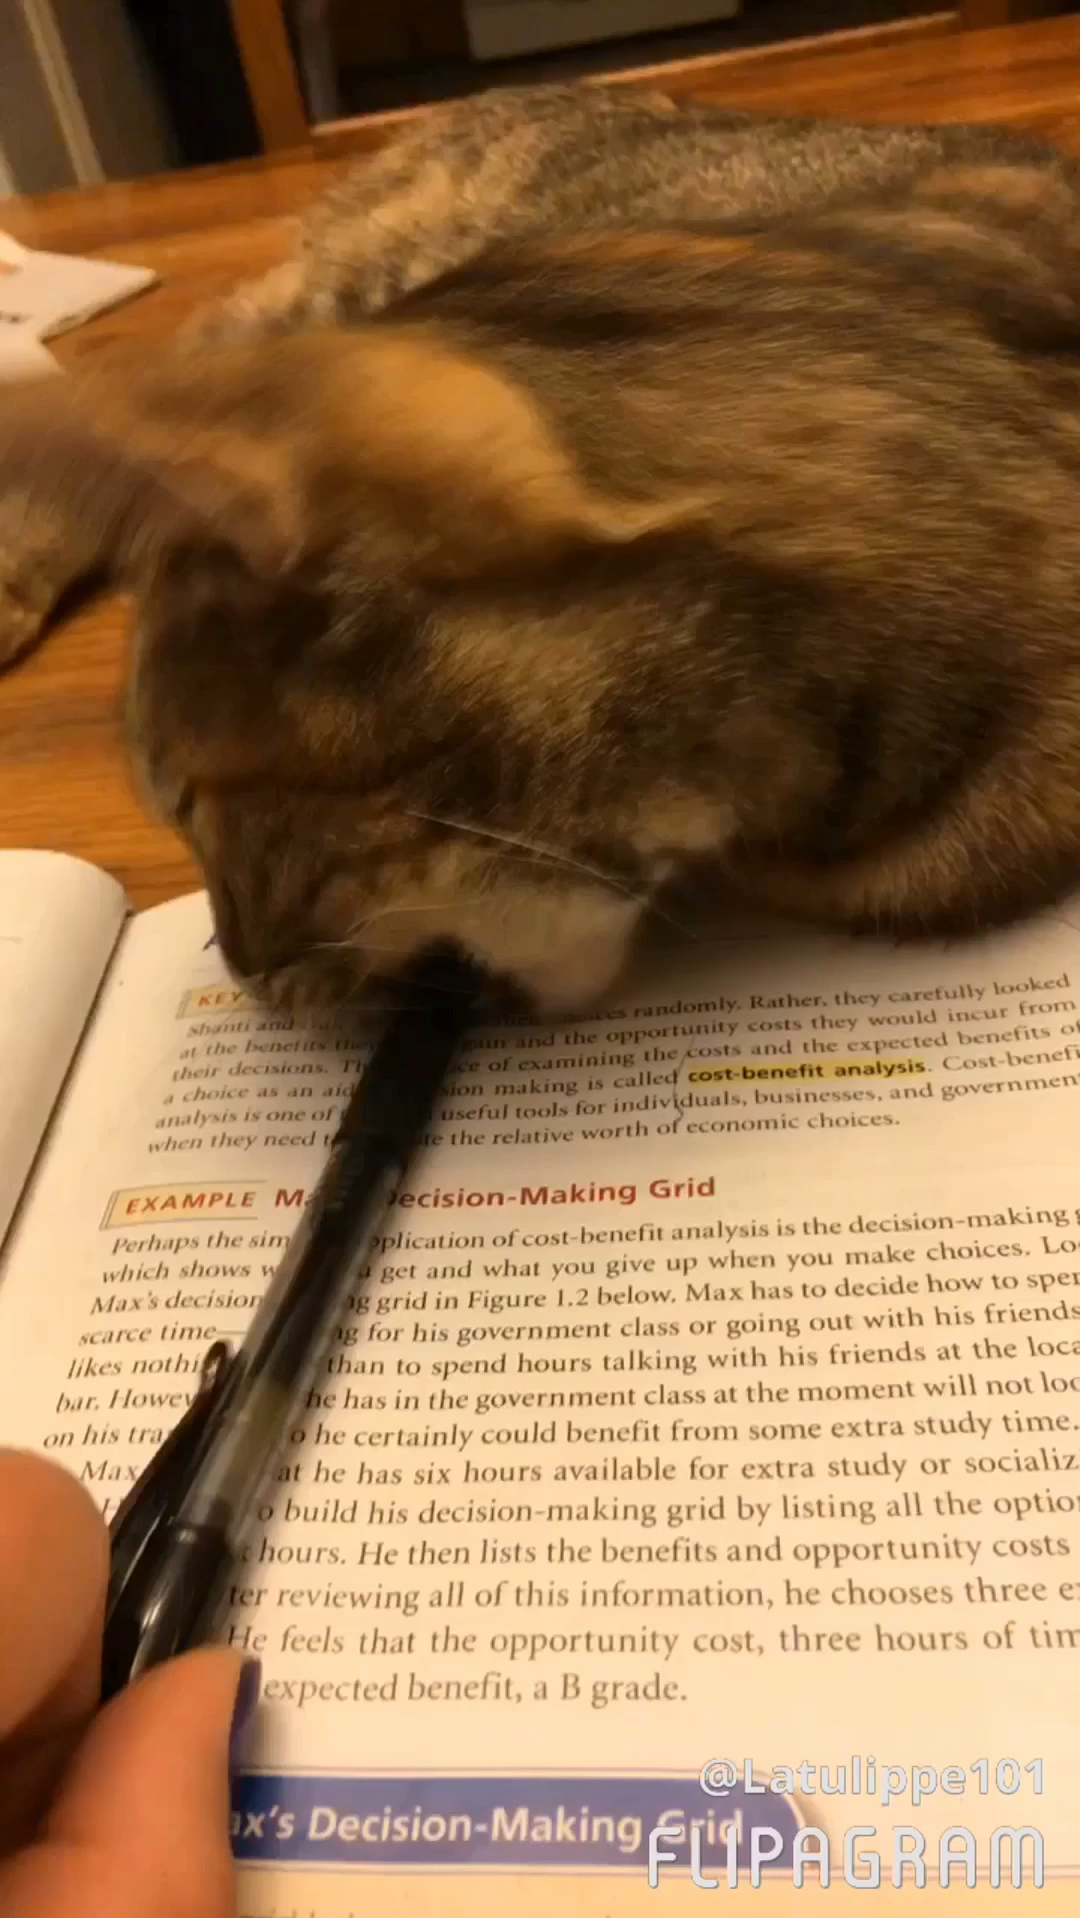 KEY
Shanti and randomly. Rather, they carefully looked
at the benefits they gain and the opportunity costs they would incur from
their decisions. of examining the costs and the expected benefits of
a choice as an aid making is called cost-benefit analysis. Cost-benefi
analysis is one of useful tools for individuals, businesses, and government
when they need the relative worth of economic choices.
EXAMPLE Decision-Making Grid
Perhaps the sim plication of cost-benefit analysis is the decision-making
which shows get and what you give up when you make choices. Lo
Max's decision g grid in Figure 1.2 below. Max has to decide how to spen
scarce time— g for his government class or going out with his friends
likes nothi than to spend hours talking with his friends at the loca
bar. Howev he has in the government class at the moment will not loo
on his tra o he certainly could benefit from some extra study time.
Max at he has six hours available for extra study or socializ
o build his decision-making grid by listing all the optio
hours. He then lists the benefits and opportunity costs
ter reviewing all of this information, he chooses three e
He feels that the opportunity cost, three hours of tim
expected benefit, a B grade.
ax's Decision-Making Grid
@Latulippe101
FLIPAGRAM